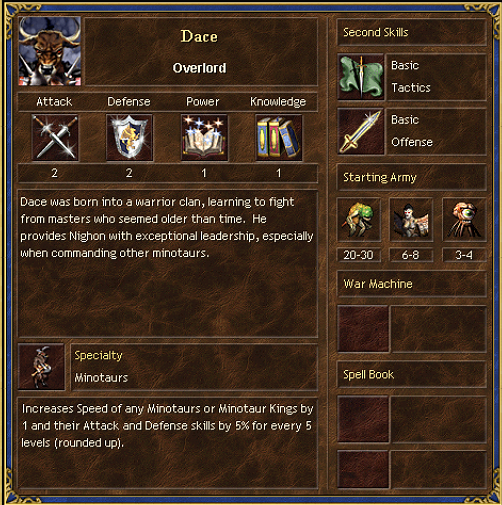 Dace
Overlord
Attack Defense Power Knowledge
2 2 1 1
Dace was born into a warrior clan, learning to fight
from masters who seemed older than time. He
provides Nighon with exceptional leadership, especially
when commanding other minotaurs.
Specialty
Minotaurs
Increases Speed of any Minotaurs or Minotaur Kings by
1 and their Attack and Defense skills by 5% for every 5
levels (rounded up).
Second Skills
Basic
Tactics
Basic
Offense
Starting Army
20-30 6-8 3-4
War Machine
Spell Book